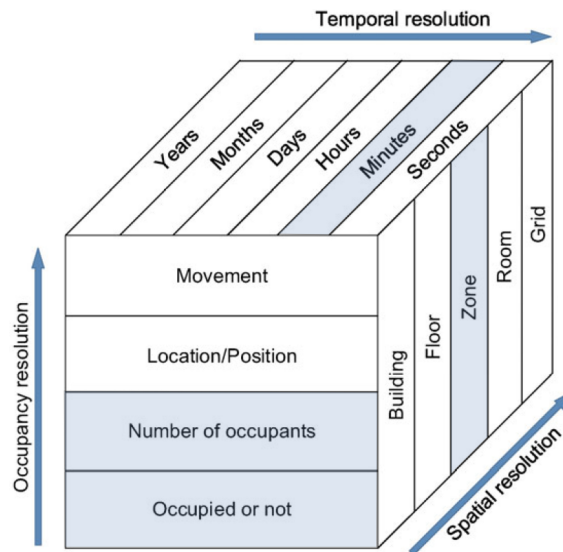 Temporal resolution
Years
Months
Days
Hours
Minutes
Seconds
Occupancy resolution
Movement
Location/Position
Number of occupants
Occupied or not
Building
Floor
Zone
Room
Grid
Spatial resolution